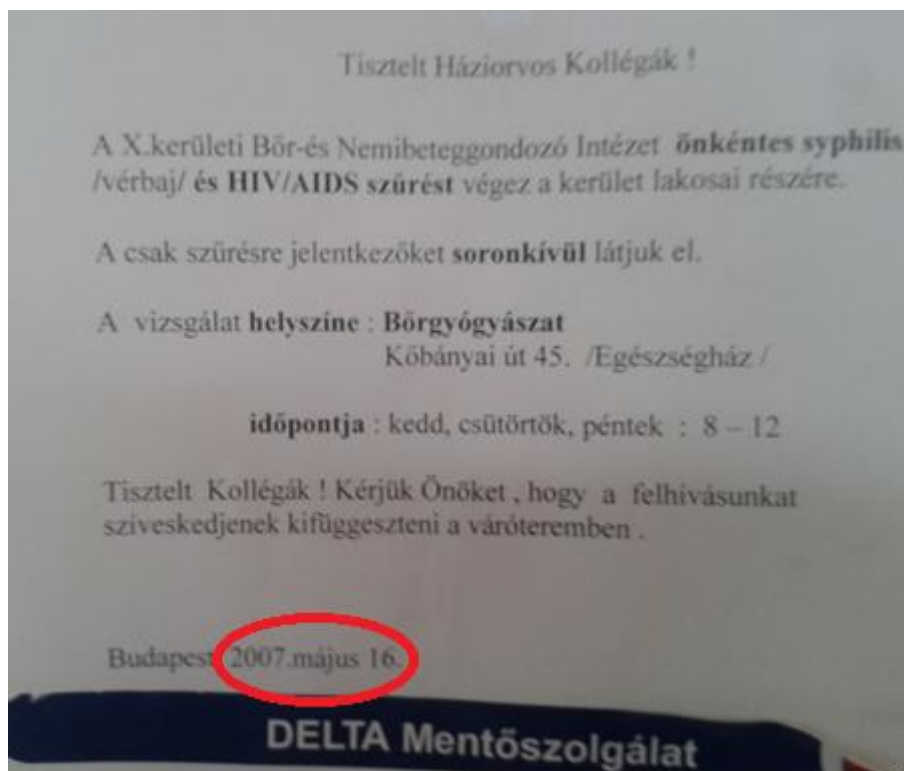 Tisztelt Háziorvos Kollégák !
A X.kerületi Bőr-és Nemibeteggondozó Intézet önkéntes syphilis
/vérbaj/ és HIV/AIDS szűrést végez a kerület lakosai részére.
A csak szűrésre jelentkezőket soronkívül látjuk el.
A vizsgálat helyszíne : Bőrgyógyászat
Kőbányai út 45. /Egészségház /
időpontja : kedd, csütörtök, péntek : 8 – 12
Tisztelt Kollégák ! Kérjük Önöket , hogy a felhívásunkat
szíveskedjenek kifüggeszteni a váróteremben .
Budapest 2007.május 16.
DELTA Mentőszolgálat